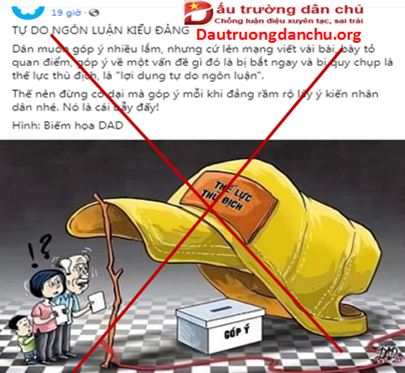 19 giờ ·
Đấu trường dân chủ
Chống luận điệu xuyên tạc, sai trái
Dautruongdanchu.org
TỰ DO NGÔN LUẬN KIỂU ĐẢNG
Dân muốn góp ý nhiều lắm, nhưng cứ lên mạng viết vài bài, bày tỏ
quan điểm, góp ý về một vấn đề gì đó là bị bắt ngay và bị quy chụp là
thế lực thù địch, là "lợi dụng tự do ngôn luận".
Thế nên đừng có dại mà góp ý mỗi khi đảng rầm rộ lấy ý kiến nhân
dân nhé. Nó là cái bẫy đấy!
Hình: Biếm họa DAD
THẾ LỰC
THÙ ĐỊCH
!?
GÓP Ý
DAD